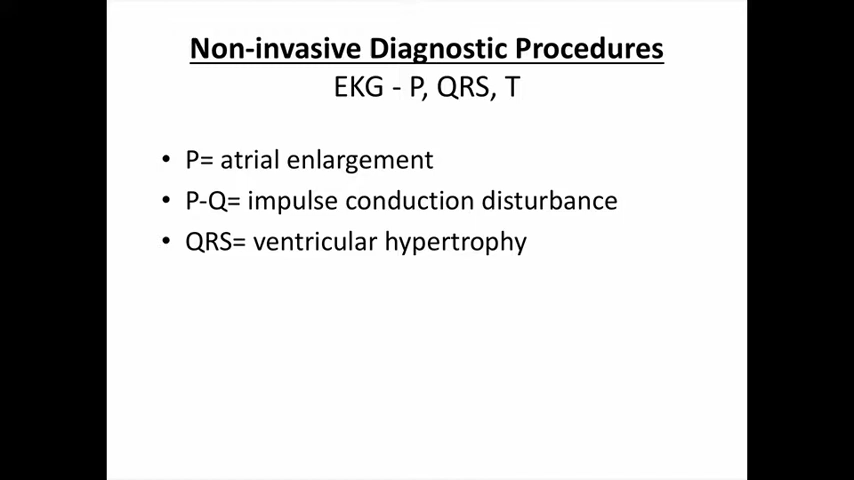 Non-invasive Diagnostic Procedures
EKG - P, QRS, T
• P= atrial enlargement
• P-Q= impulse conduction disturbance
• QRS= ventricular hypertrophy